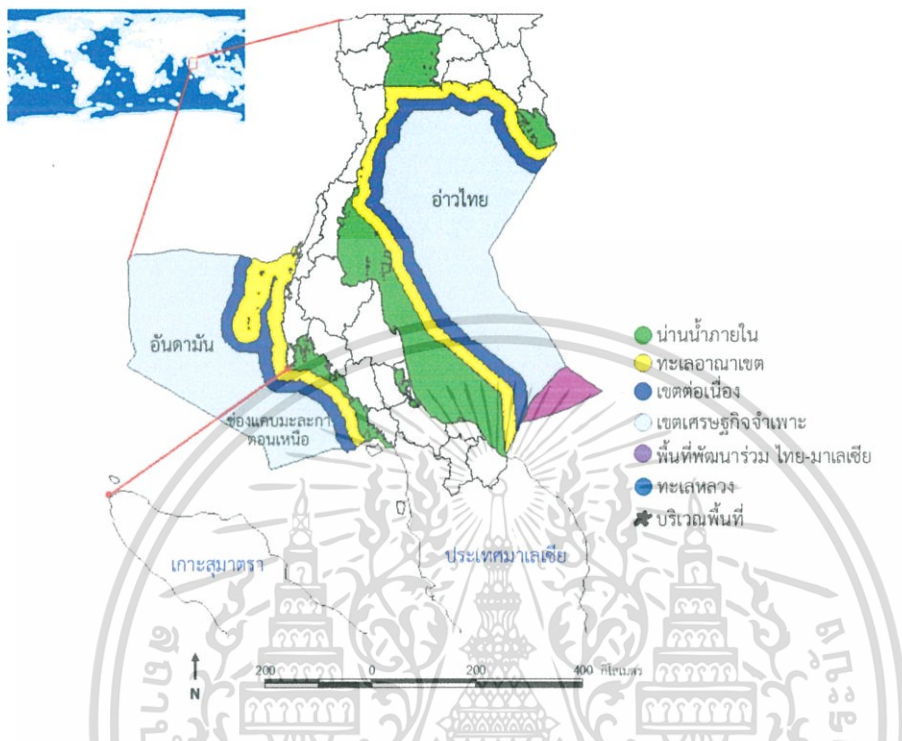 อ่าวไทย
อันดามัน
ช่องแคบมะละกา
ตอนเหนือ
น่านน้ำภายใน
ทะเลอาณาเขต
เขตต่อเนื่อง
เขตเศรษฐกิจจำเพาะ
พื้นที่พัฒนาร่วม ไทย-มาเลเซีย
ทะเลหลวง
บริเวณพื้นที่
เกาะสุมาตรา
ประเทศมาเลเซีย
200 0 200 400 กิโลเมตร
N